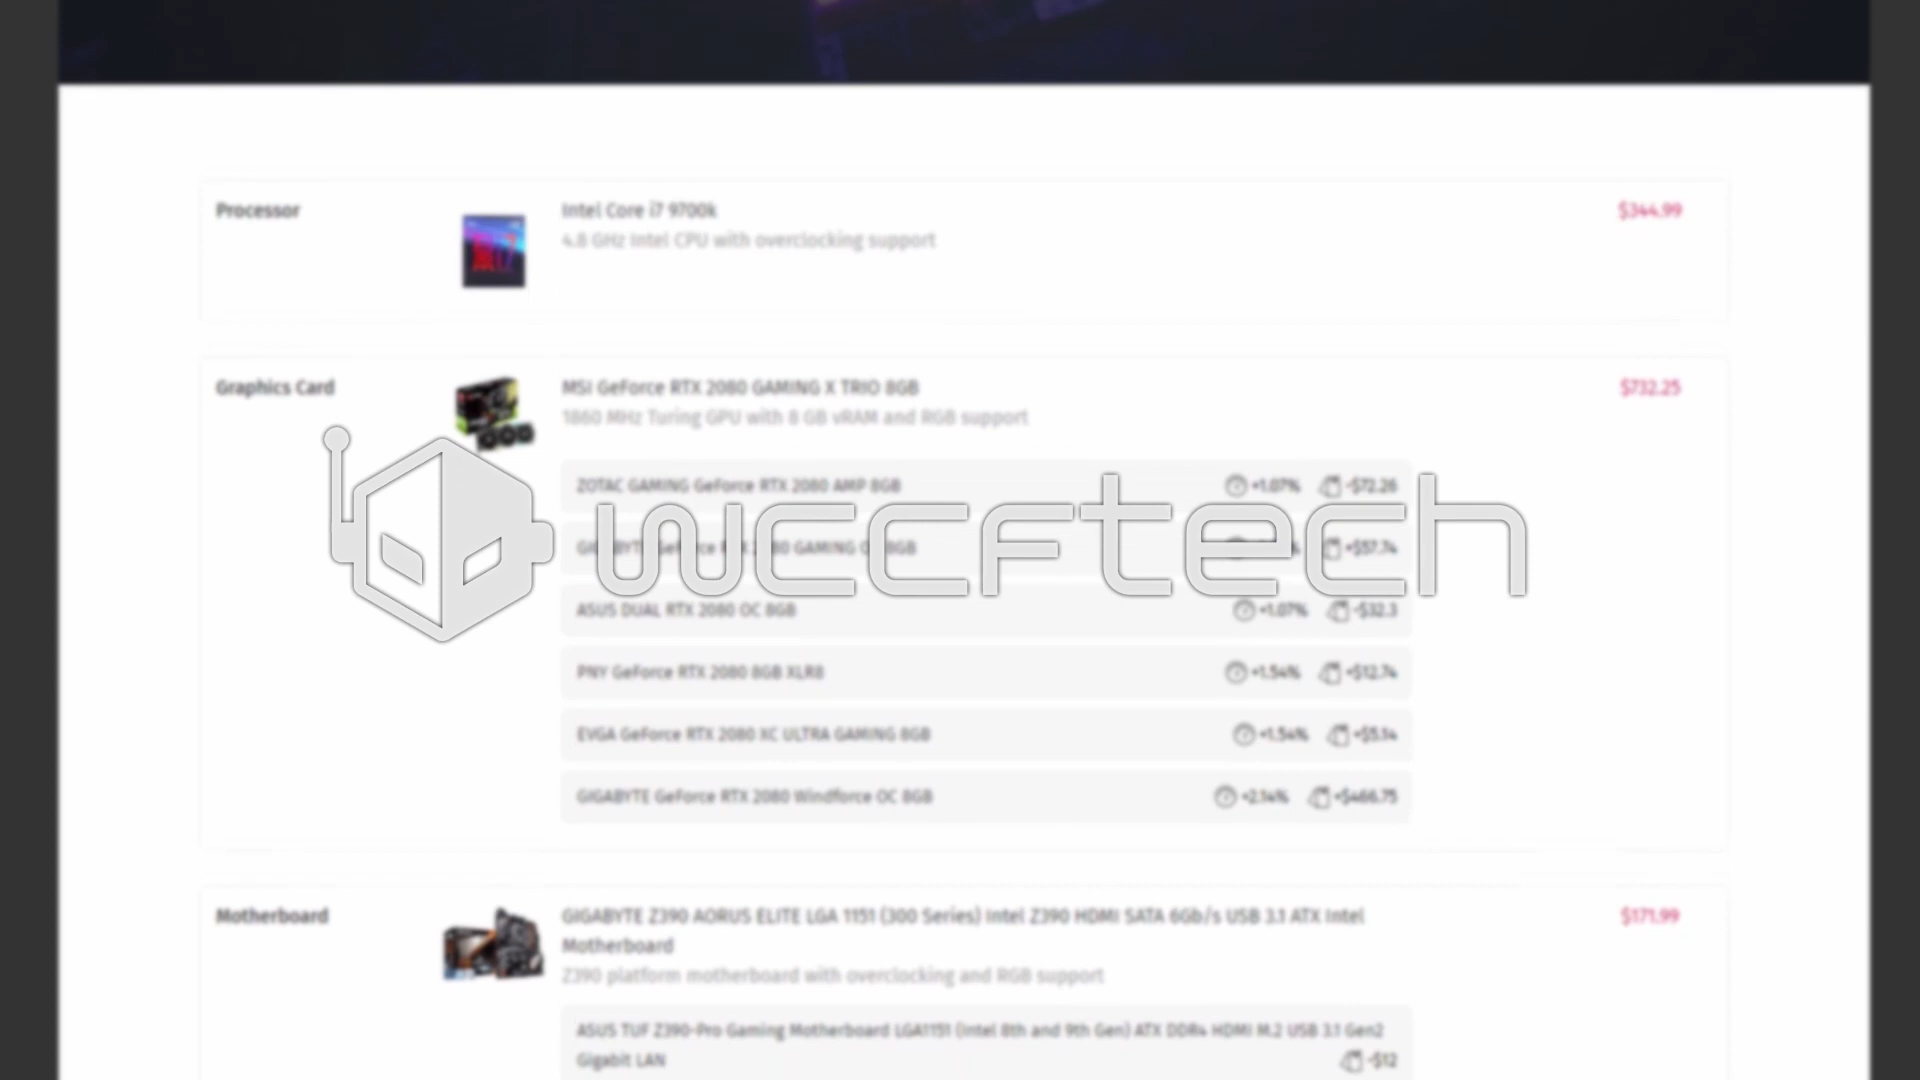 Processor
Intel Core i7 9700k
$344.99
4.8 GHz Intel CPU with overclocking support
Graphics Card
MSI GeForce RTX 2080 GAMING X TRIO 8GB
$732.25
1860 MHz Turing GPU with 8 GB vRAM and RGB support
ZOTAC GAMING GeForce RTX 2080 AMP 8GB
+1.07% -$72.26
wccftech
GAMING 8GB
+$57.74
ASUS DUAL RTX 2080 OC 8GB
+1.07% -$32.3
PNY GeForce RTX 2080 8GB XLR8
+1.54% +$12.74
EVGA GeForce RTX 2080 XC ULTRA GAMING 8GB
+1.54% +$5.14
GIGABYTE GeForce RTX 2080 Windforce OC 8GB
+2.14% +$466.75
Motherboard
GIGABYTE Z390 AORUS ELITE LGA 1151 (300 Series) Intel Z390 HDMI SATA 6Gb/s USB 3.1 ATX Intel
$171.99
Motherboard
Z390 platform motherboard with overclocking and RGB support
ASUS TUF Z390-Pro Gaming Motherboard LGA1151 (Intel 8th and 9th Gen) ATX DDR4 HDMI M.2 USB 3.1 Gen2
Gigabit LAN
-$12